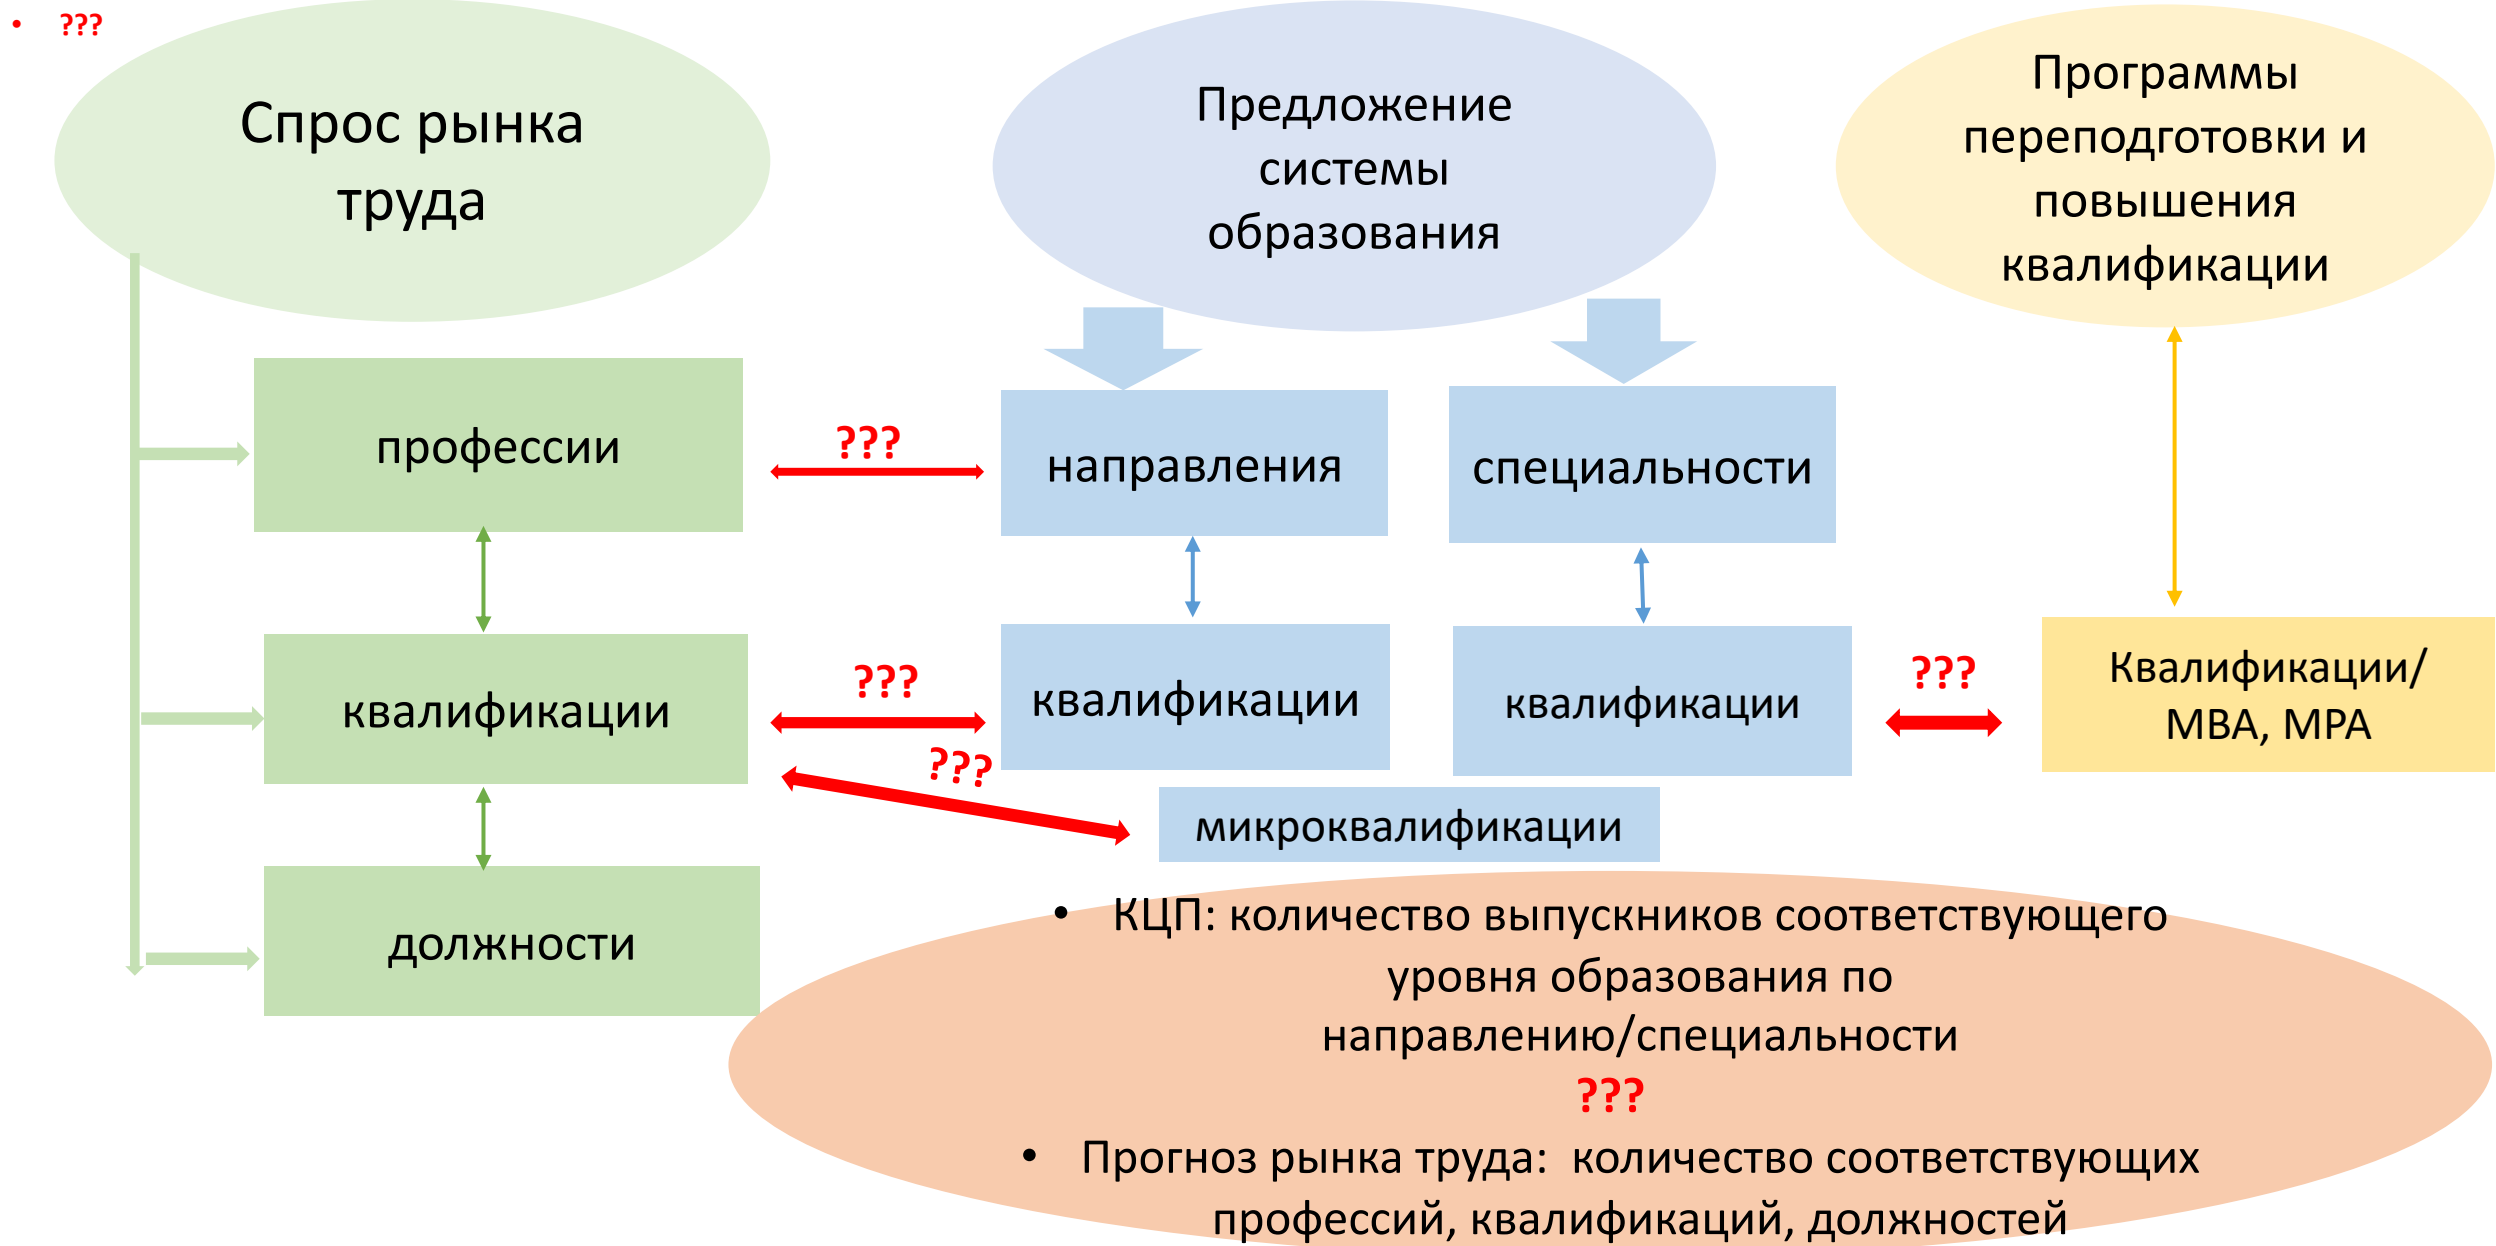 • ???
Спрос рынка
труда
Предложение
системы
образования
Программы
переподготовки и
повышения
квалификации
профессии
???
направления
специальности
квалификации
???
квалификации
квалификации
???
Квалификации/
MBA, MPA
???
микроквалификации
должности
• КЦП: количество выпускников соответствующего
уровня образования по
направлению/специальности
???
• Прогноз рынка труда: количество соответствующих
профессий, квалификаций, должностей